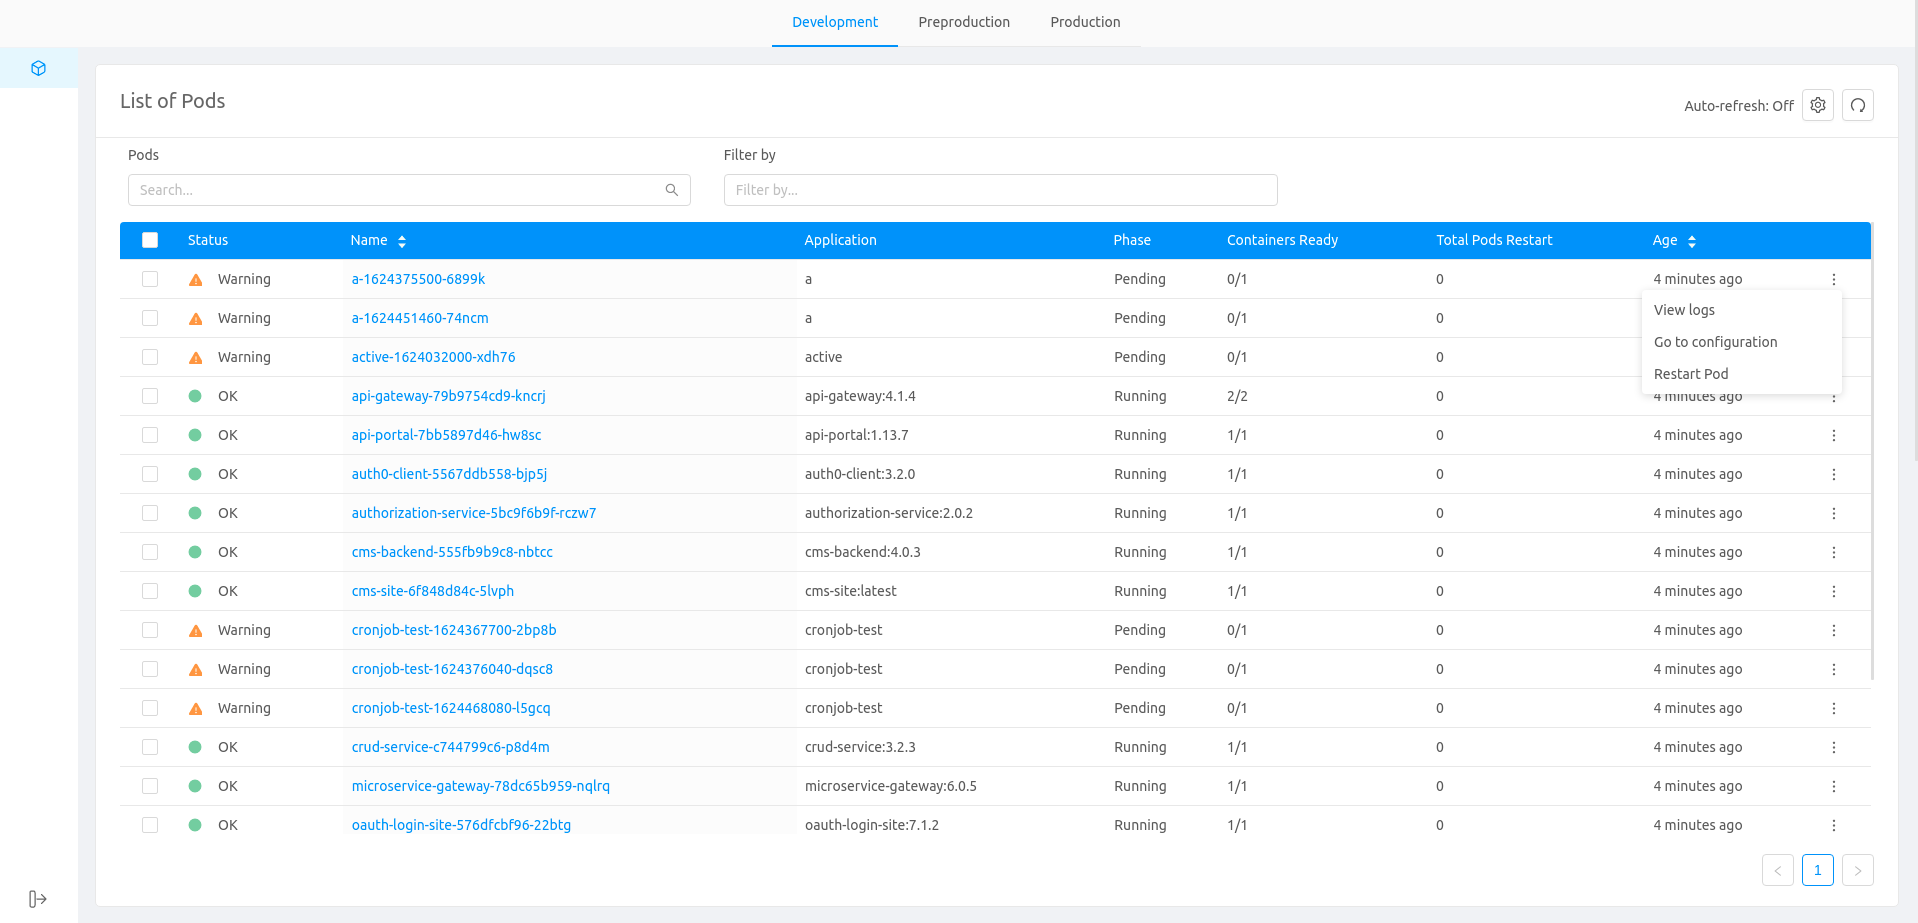 Development Preproduction Production
List of Pods
Auto-refresh: Off
Pods Filter by
Search... Filter by...
Status Name Application Phase Containers Ready Total Pods Restart Age
Warning a-1624375500-6899k a Pending 0/1 0 4 minutes ago
View logs
Warning a-1624451460-74ncm a Pending 0/1 0
Go to configuration
Warning active-1624032000-xdh76 active Pending 0/1 0
Restart Pod
OK api-gateway-79b9754cd9-kncrj api-gateway:4.1.4 Running 2/2 0 4 minutes ago
OK api-portal-7bb5897d46-hw8sc api-portal:1.13.7 Running 1/1 0 4 minutes ago
OK auth0-client-5567ddb558-bjp5j auth0-client:3.2.0 Running 1/1 0 4 minutes ago
OK authorization-service-5bc9f6b9f-rczw7 authorization-service:2.0.2 Running 1/1 0 4 minutes ago
OK cms-backend-555fb9b9c8-nbtcc cms-backend:4.0.3 Running 1/1 0 4 minutes ago
OK cms-site-6f848d84c-5lvph cms-site:latest Running 1/1 0 4 minutes ago
Warning cronjob-test-1624367700-2bp8b cronjob-test Pending 0/1 0 4 minutes ago
Warning cronjob-test-1624376040-dqsc8 cronjob-test Pending 0/1 0 4 minutes ago
Warning cronjob-test-1624468080-l5gcq cronjob-test Pending 0/1 0 4 minutes ago
OK crud-service-c744799c6-p8d4m crud-service:3.2.3 Running 1/1 0 4 minutes ago
OK microservice-gateway-78dc65b959-nqlrq microservice-gateway:6.0.5 Running 1/1 0 4 minutes ago
OK oauth-login-site-576dfcbf96-22btg oauth-login-site:7.1.2 Running 1/1 0 4 minutes ago
1